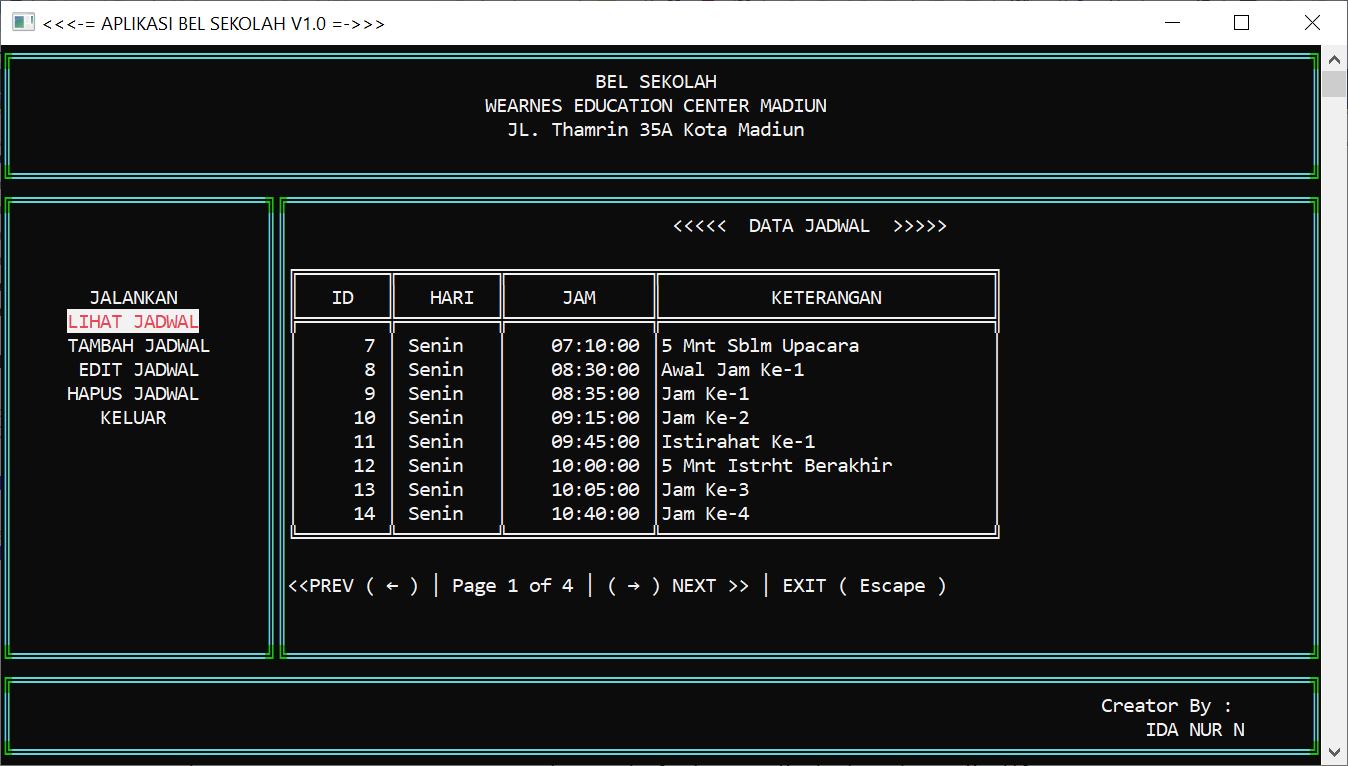 <<<-= APLIKASI BEL SEKOLAH V1.0 =->>>
BEL SEKOLAH
WEARNES EDUCATION CENTER MADIUN
JL. Thamrin 35A Kota Madiun
JALANKAN
LIHAT JADWAL
TAMBAH JADWAL
EDIT JADWAL
HAPUS JADWAL
KELUAR
<<<<< DATA JADWAL >>>>>
ID HARI JAM KETERANGAN
7 Senin 07:10:00 5 Mnt Sblm Upacara
8 Senin 08:30:00 Awal Jam Ke-1
9 Senin 08:35:00 Jam Ke-1
10 Senin 09:15:00 Jam Ke-2
11 Senin 09:45:00 Istirahat Ke-1
12 Senin 10:00:00 5 Mnt Istrht Berakhir
13 Senin 10:05:00 Jam Ke-3
14 Senin 10:40:00 Jam Ke-4
<<PREV ( ← ) | Page 1 of 4 | ( → ) NEXT >> | EXIT ( Escape )
Creator By :
IDA NUR N